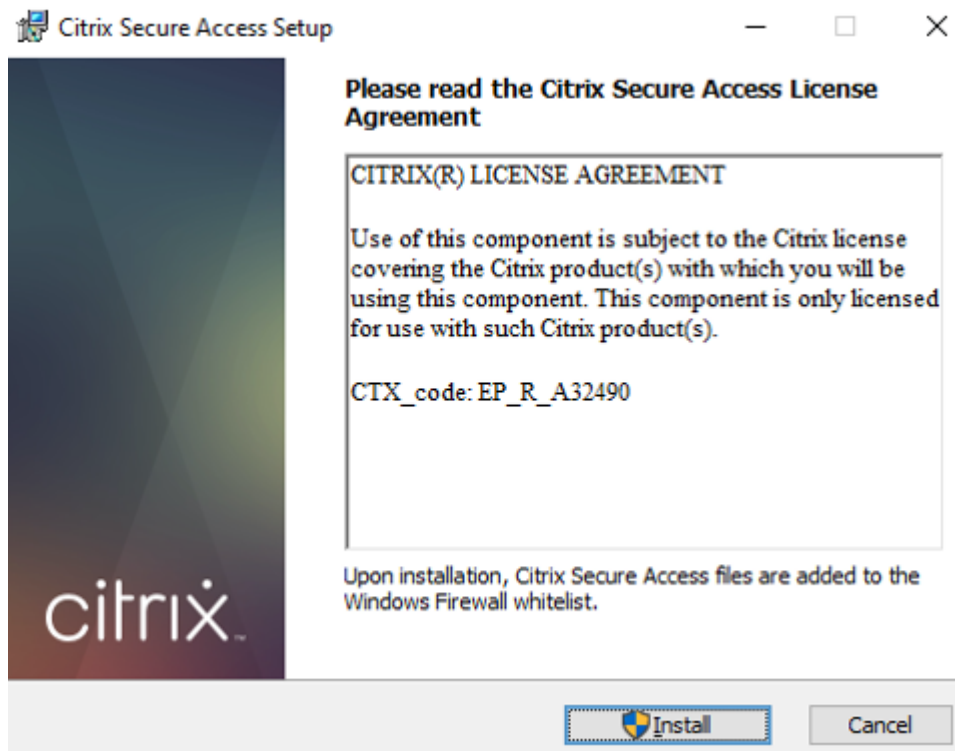 Citrix Secure Access Setup
Please read the Citrix Secure Access License
Agreement
CITRIX(R) LICENSE AGREEMENT
Use of this component is subject to the Citrix license
covering the Citrix product(s) with which you will be
using this component. This component is only licensed
for use with such Citrix product(s).
CTX_code: EP_R_A32490
Upon installation, Citrix Secure Access files are added to the
Windows Firewall whitelist.
citrix™
Install
Cancel